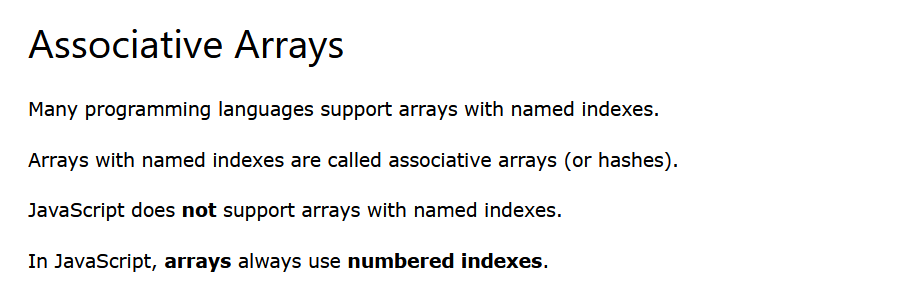 Associative Arrays
Many programming languages support arrays with named indexes.
Arrays with named indexes are called associative arrays (or hashes).
JavaScript does not support arrays with named indexes.
In JavaScript, arrays always use numbered indexes.